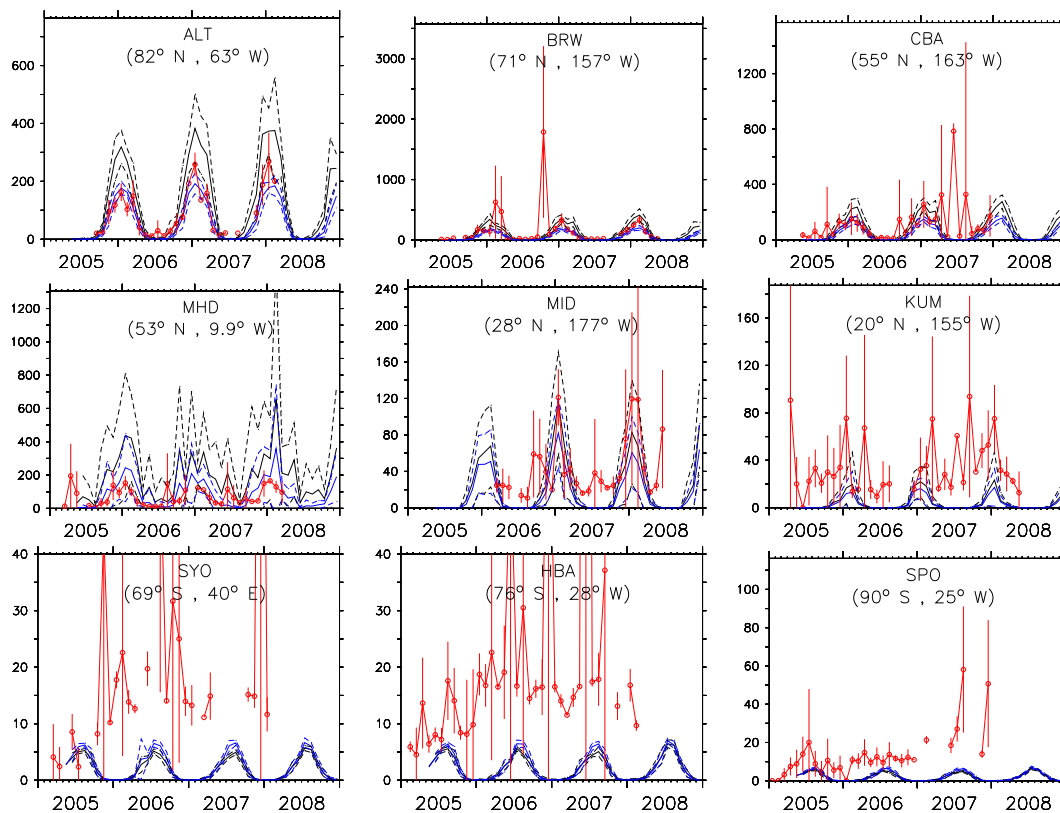 ALT
(82° N , 63° W)
600
400
200
0
2005 2006 2007 2008
BRW
(71° N , 157° W)
3000
2000
1000
0
2005 2006 2007 2008
CBA
(55° N , 163° W)
1400
1200
800
400
0
2005 2006 2007 2008
MHD
(53° N , 9.9° W)
1200
1000
800
600
400
200
0
2005 2006 2007 2008
MID
(28° N , 177° W)
240
200
160
120
80
40
0
2005 2006 2007 2008
KUM
(20° N , 155° W)
160
120
80
40
0
2005 2006 2007 2008
SYO
(69° S , 40° E)
40
30
20
10
0
2005 2006 2007 2008
HBA
(76° S , 28° W)
40
30
20
10
0
2005 2006 2007 2008
SPO
(90° S , 25° W)
100
80
60
40
20
0
2005 2006 2007 2008